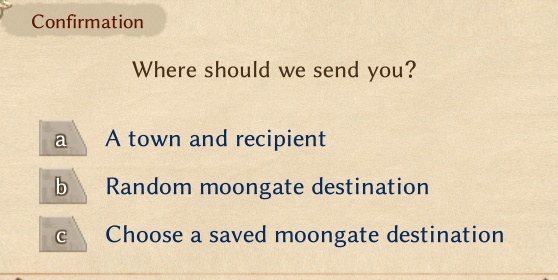 Confirmation
Where should we send you?
a A town and recipient
b Random moongate destination
c Choose a saved moongate destination